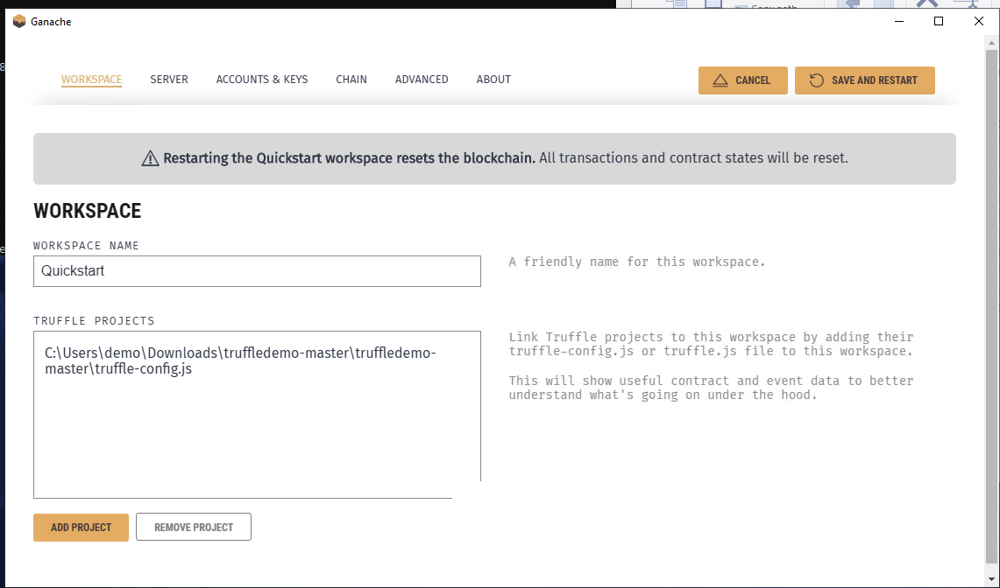 Copy path
Ganache
8
WORKSPACE SERVER ACCOUNTS & KEYS CHAIN ADVANCED ABOUT CANCEL SAVE AND RESTART
Restarting the Quickstart workspace resets the blockchain. All transactions and contract states will be reset.
WORKSPACE
e
WORKSPACE NAME
Quickstart
A friendly name for this workspace.
TRUFFLE PROJECTS
C:\Users\demo\Downloads\truffledemo-master\truffledemo-
master\truffle-config.js
Link Truffle projects to this workspace by adding their
truffle-config.js or truffle.js file to this workspace.
This will show useful contract and event data to better
understand what's going on under the hood.
ADD PROJECT REMOVE PROJECT